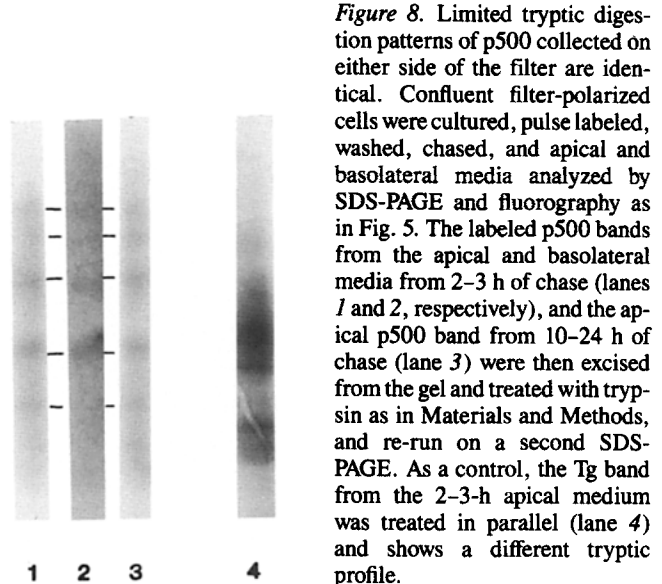 Figure 8. Limited tryptic diges-
tion patterns of p500 collected on
either side of the filter are iden-
tical. Confluent filter-polarized
cells were cultured, pulse labeled,
washed, chased, and apical and
basolateral media analyzed by
SDS-PAGE and fluorography as
in Fig. 5. The labeled p500 bands
from the apical and basolateral
media from 2–3 h of chase (lanes
1 and 2, respectively), and the ap-
ical p500 band from 10–24 h of
chase (lane 3) were then excised
from the gel and treated with tryp-
sin as in Materials and Methods,
and re-run on a second SDS-
PAGE. As a control, the Tg band
from the 2–3-h apical medium
was treated in parallel (lane 4)
and shows a different tryptic
profile.
1 2 3 4